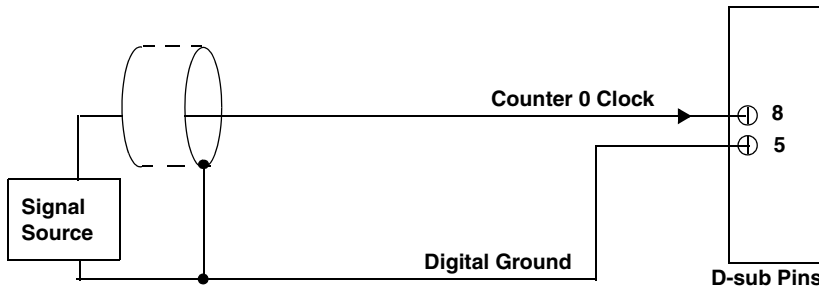 Counter 0 Clock
8
5
Signal
Source
Digital Ground
D-sub Pins